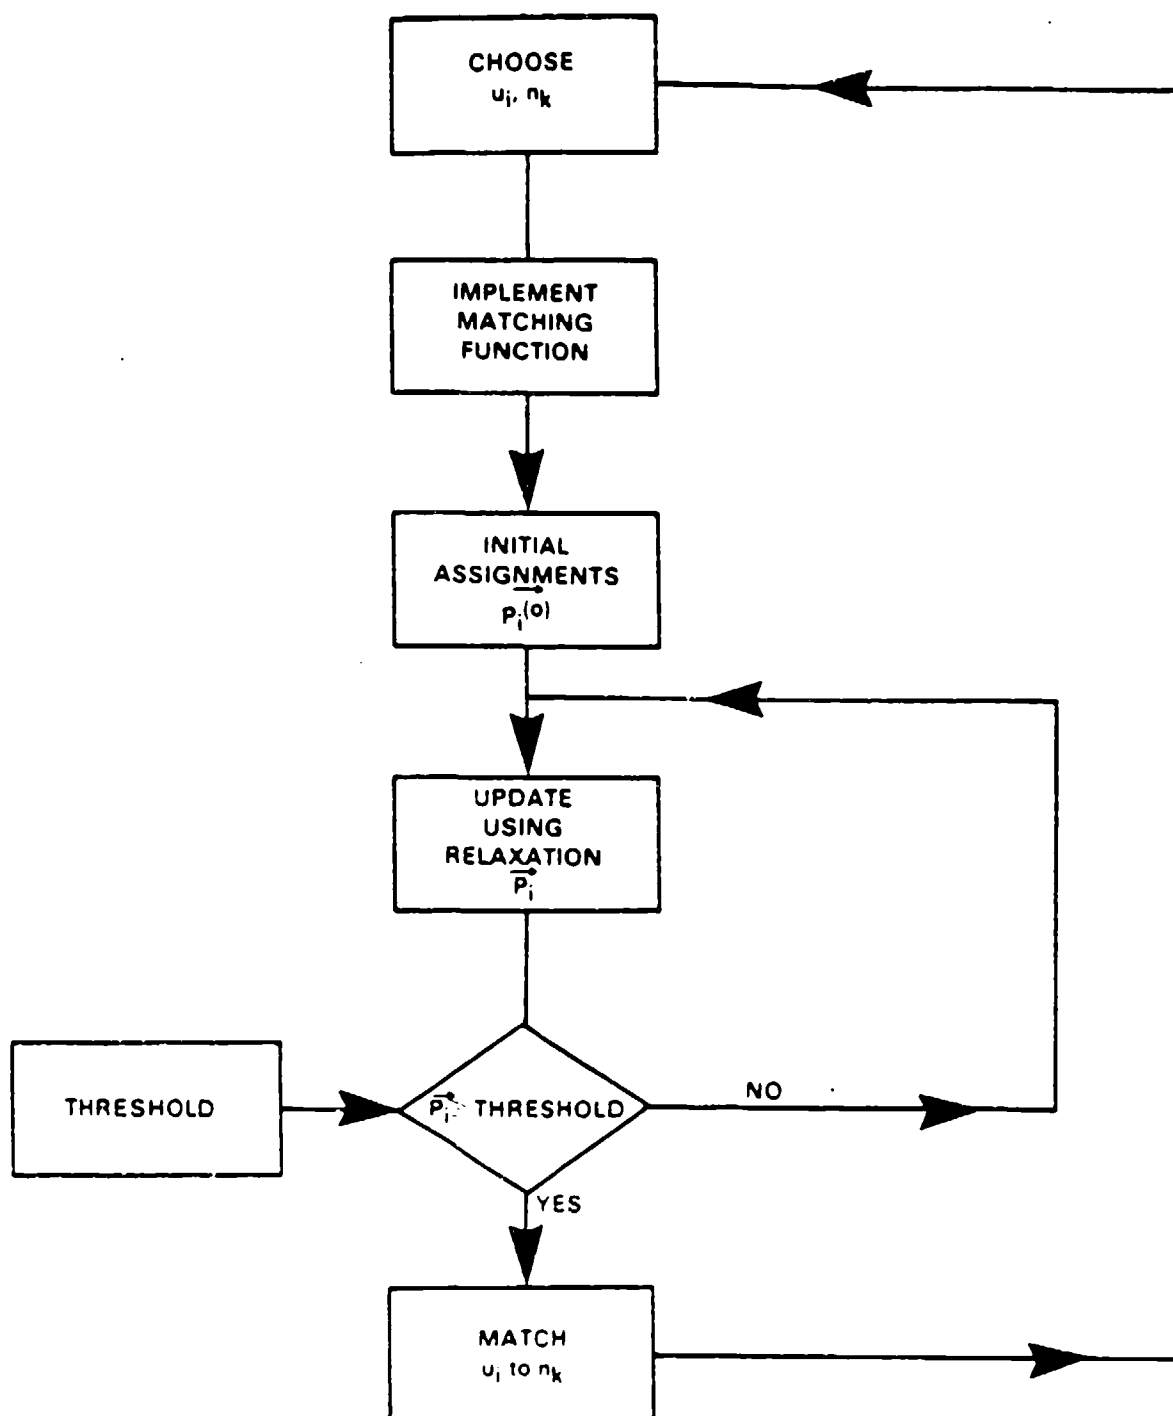 CHOOSE
uᵢ, nₖ
IMPLEMENT
MATCHING
FUNCTION
INITIAL
ASSIGNMENTS
pᵢ⁽⁰⁾
UPDATE
USING
RELAXATION
Pᵢ
THRESHOLD
Pᵢ > THRESHOLD
NO
YES
MATCH
uᵢ to nₖ